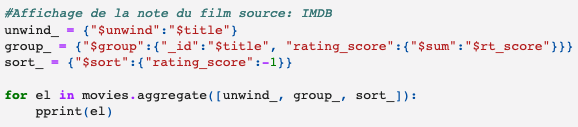 #Affichage de la note du film source: IMDB
unwind_ = {"$unwind":"$title"}
group_ = {"$group":{"_id":"$title", "rating_score":{"$sum":"$rt_score"}}}
sort_ = {"$sort":{"rating_score":-1}}
for el in movies.aggregate([unwind_, group_, sort_]):
    pprint(el)